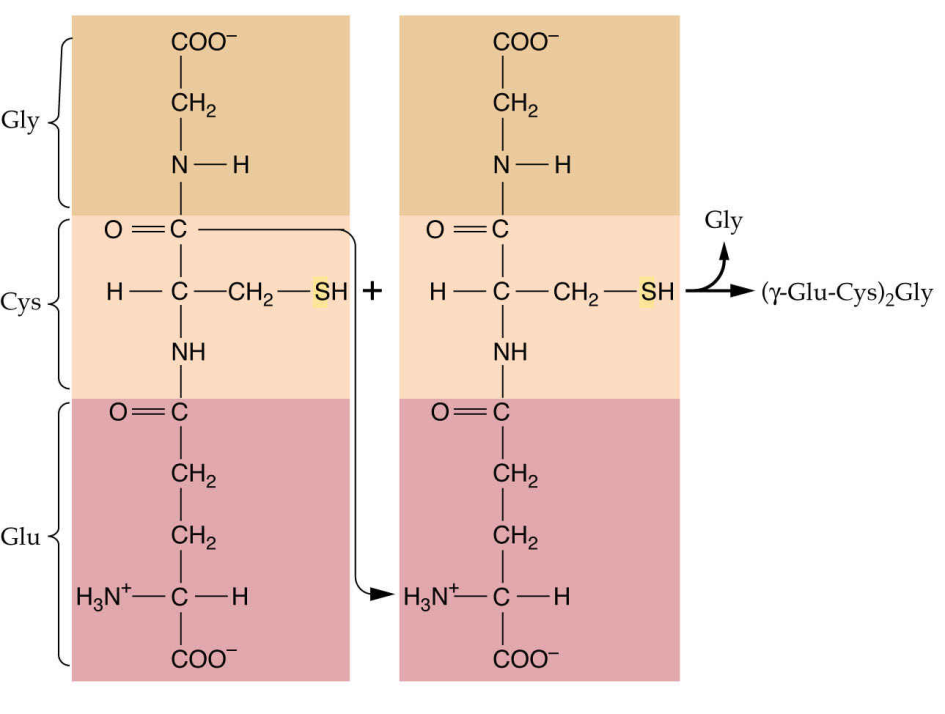 COO⁻ COO⁻
CH₂ CH₂
Gly
N — H N — H
Gly
O = C O = C
H — C — CH₂ — SH + H — C — CH₂ — SH (γ-Glu-Cys)₂Gly
Cys
NH NH
O = C O = C
CH₂ CH₂
Glu CH₂ CH₂
H₃N⁺ — C — H H₃N⁺ — C — H
COO⁻ COO⁻